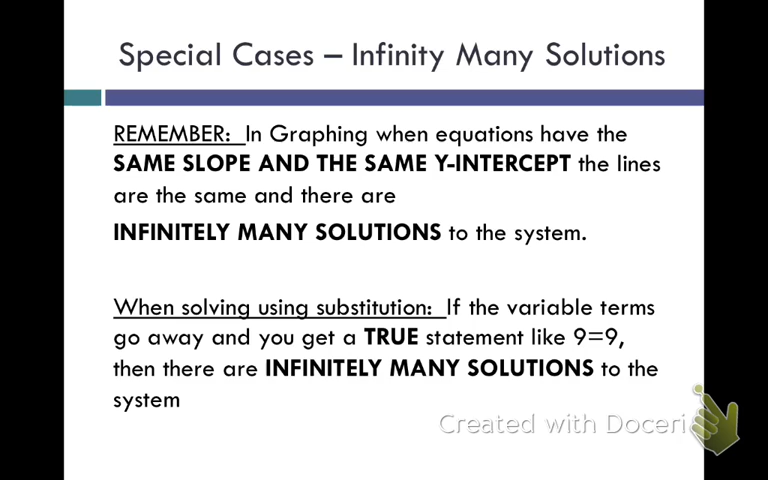 Special Cases – Infinity Many Solutions
REMEMBER: In Graphing when equations have the
SAME SLOPE AND THE SAME Y-INTERCEPT the lines
are the same and there are
INFINITELY MANY SOLUTIONS to the system.
When solving using substitution: If the variable terms
go away and you get a TRUE statement like 9=9,
then there are INFINITELY MANY SOLUTIONS to the
system
Created with Doceri